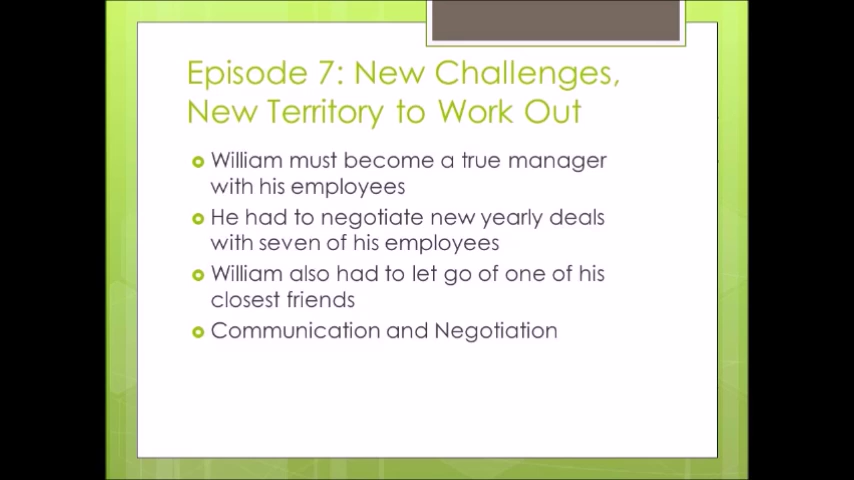 Episode 7: New Challenges,
New Territory to Work Out
William must become a true manager
with his employees
He had to negotiate new yearly deals
with seven of his employees
William also had to let go of one of his
closest friends
Communication and Negotiation